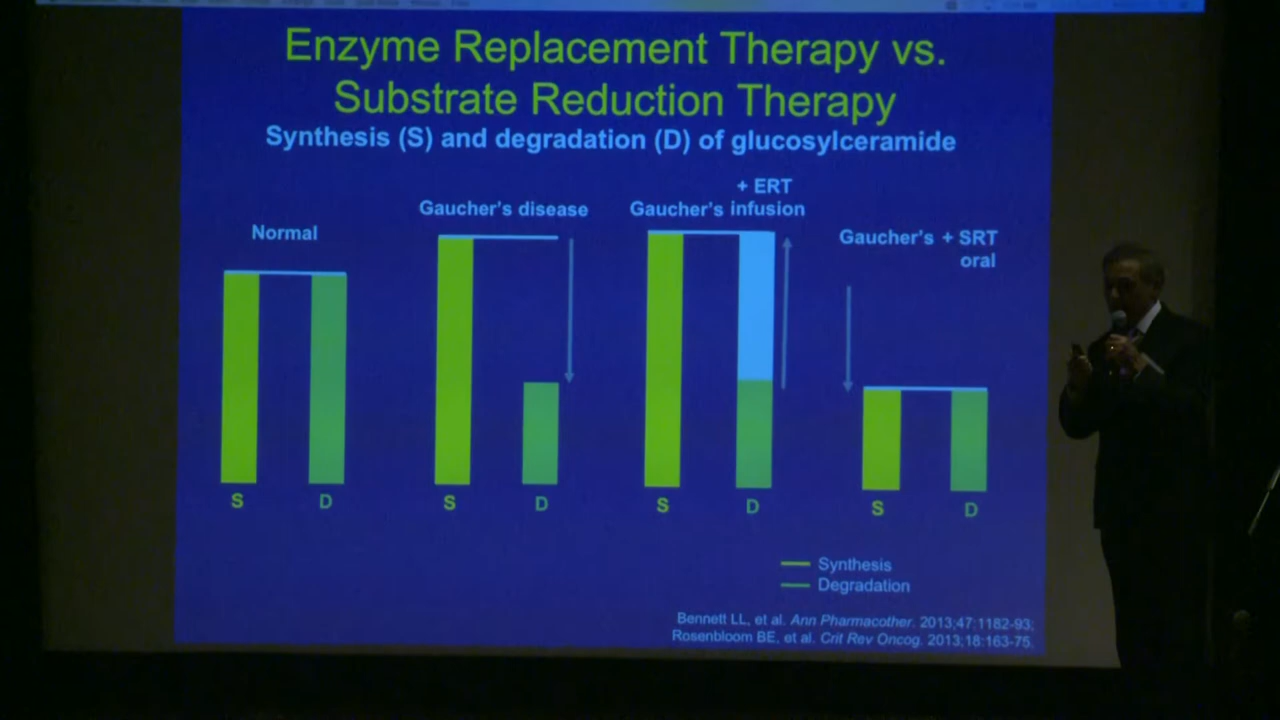 Enzyme Replacement Therapy vs.
Substrate Reduction Therapy
Synthesis (S) and degradation (D) of glucosylceramide
Normal
Gaucher's disease
+ ERT
Gaucher's infusion
Gaucher's + SRT
oral
S D S D S D S D
Synthesis
Degradation
Bennett LL, et al. Ann Pharmacother. 2013;47:1182-93;
Rosenbloom BE, et al. Crit Rev Oncog. 2013;18:163-75.